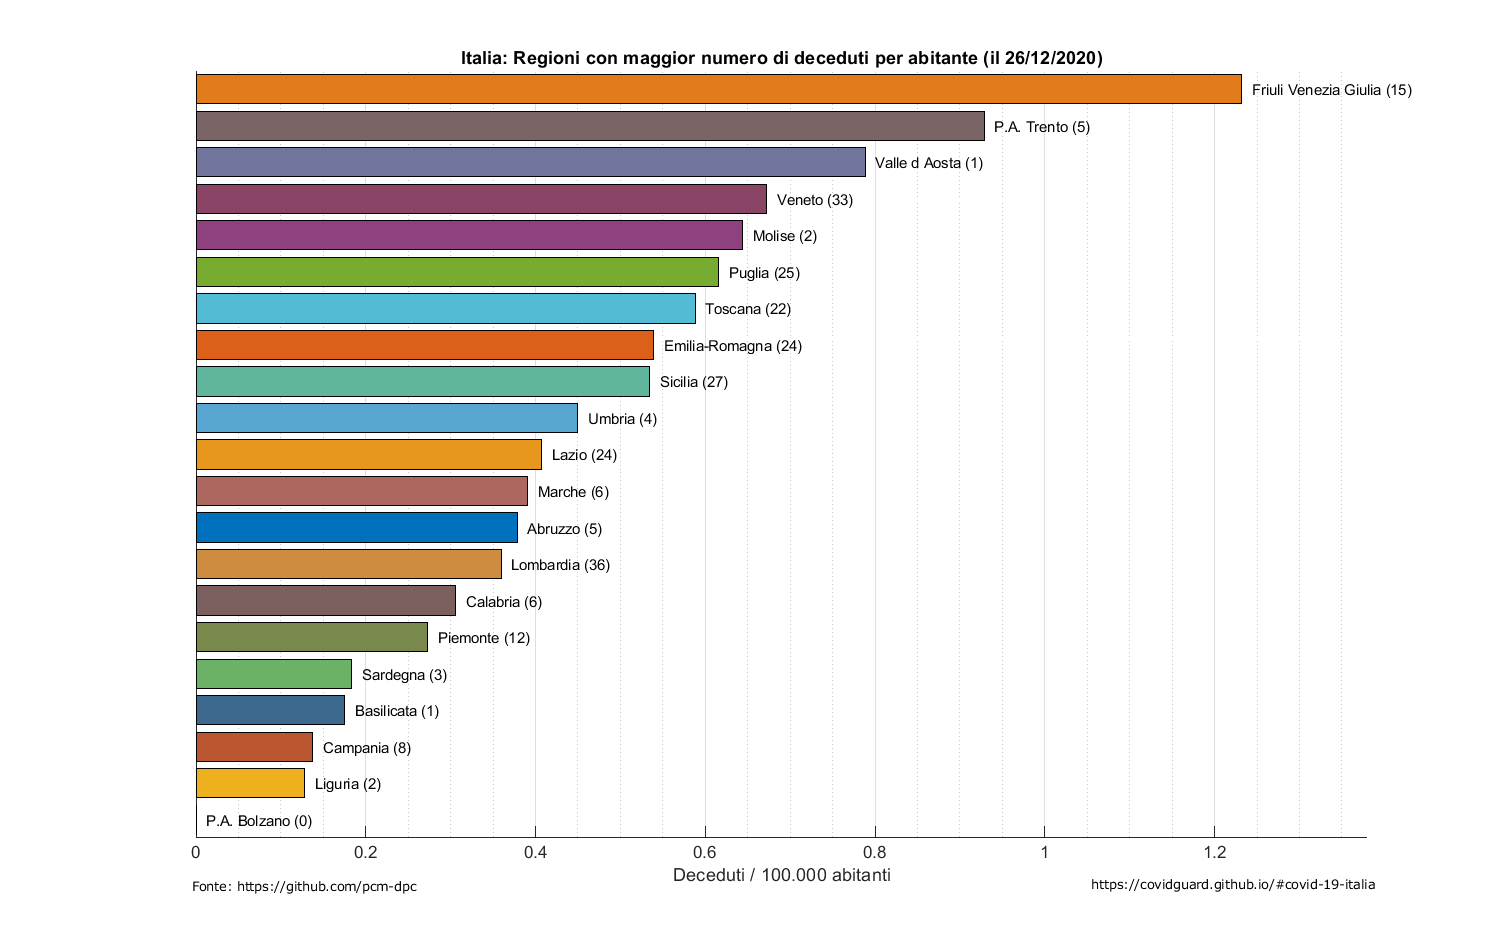 Italia: Regioni con maggior numero di deceduti per abitante (il 26/12/2020)
Friuli Venezia Giulia (15)
P.A. Trento (5)
Valle d Aosta (1)
Veneto (33)
Molise (2)
Puglia (25)
Toscana (22)
Emilia-Romagna (24)
Sicilia (27)
Umbria (4)
Lazio (24)
Marche (6)
Abruzzo (5)
Lombardia (36)
Calabria (6)
Piemonte (12)
Sardegna (3)
Basilicata (1)
Campania (8)
Liguria (2)
P.A. Bolzano (0)
0 0.2 0.4 0.6 0.8 1 1.2
Deceduti / 100.000 abitanti
Fonte: https://github.com/pcm-dpc
https://covidguard.github.io/#covid-19-italia